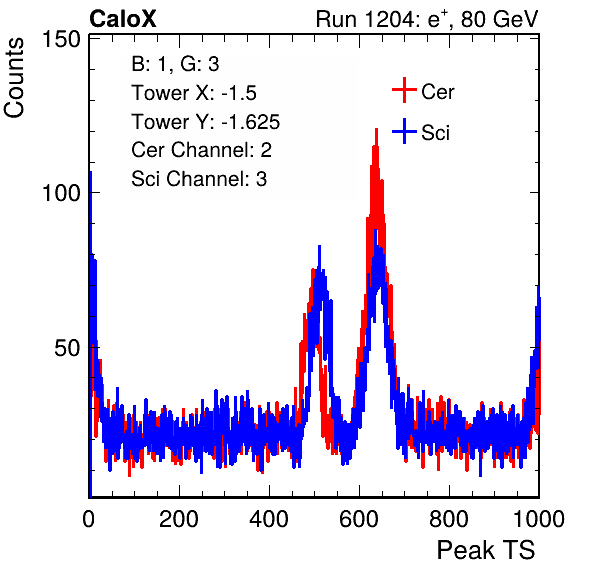 CaloX Run 1204: e⁺, 80 GeV
Counts
150
100
50
B: 1, G: 3
Tower X: -1.5
Tower Y: -1.625
Cer Channel: 2
Sci Channel: 3
Cer
Sci
0 200 400 600 800 1000
Peak TS